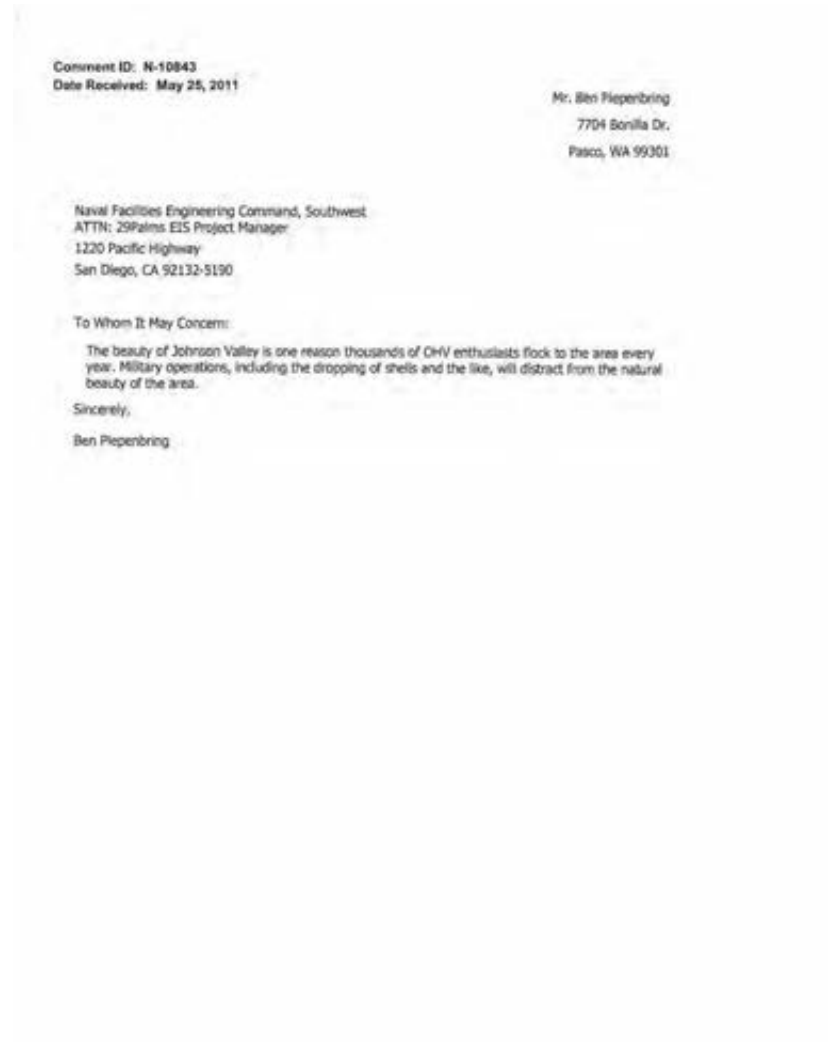 Comment ID: N-10843
Date Received: May 25, 2011
Mr. Ben Piepenbring
7704 Bonilla Dr.
Pasco, WA 99301
Naval Facilities Engineering Command, Southwest
ATTN: 29Palms EIS Project Manager
1220 Pacific Highway
San Diego, CA 92132-5190
To Whom It May Concern:
The beauty of Johnson Valley is one reason thousands of OHV enthusiasts flock to the area every
year. Military operations, including the dropping of shells and the like, will distract from the natural
beauty of the area.
Sincerely,
Ben Piepenbring